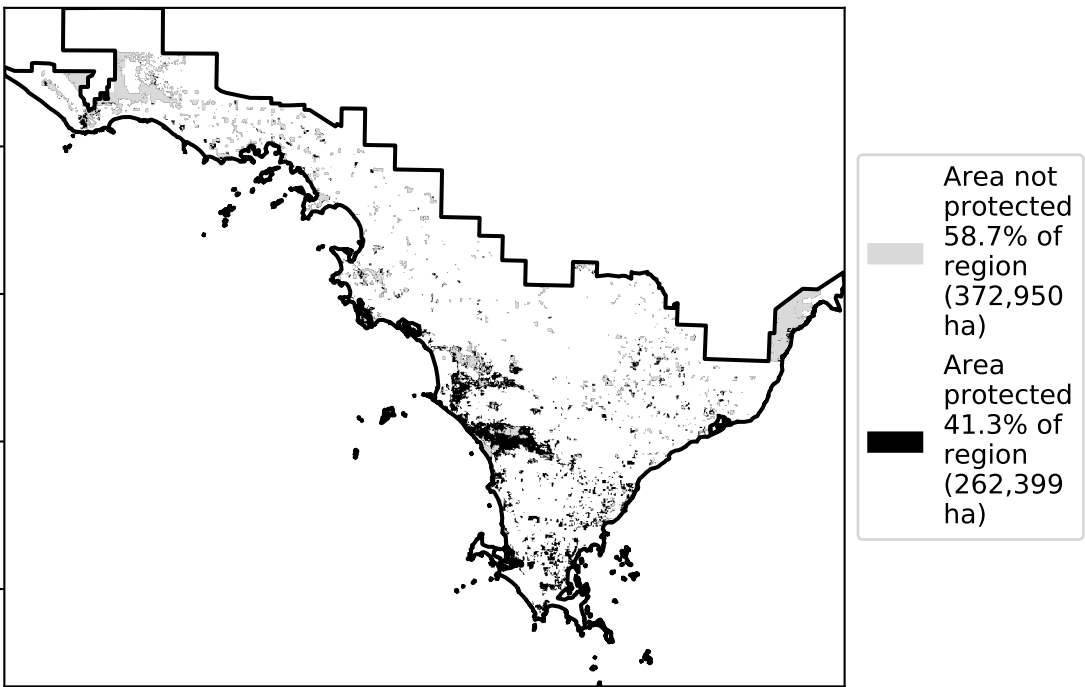 Area not
protected
58.7% of
region
(372,950
ha)
Area
protected
41.3% of
region
(262,399
ha)